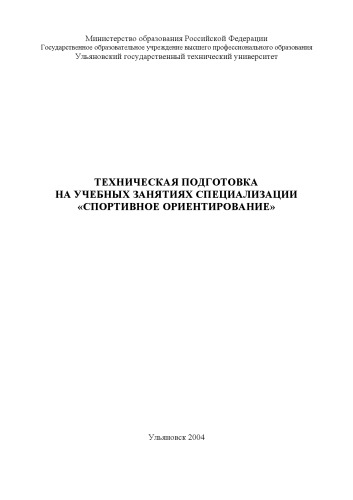 Министерство образования Российской Федерации
Государственное образовательное учреждение высшего профессионального образования
Ульяновский государственный технический университет
ТЕХНИЧЕСКАЯ ПОДГОТОВКА
НА УЧЕБНЫХ ЗАНЯТИЯХ СПЕЦИАЛИЗАЦИИ
«СПОРТИВНОЕ ОРИЕНТИРОВАНИЕ»
Ульяновск 2004